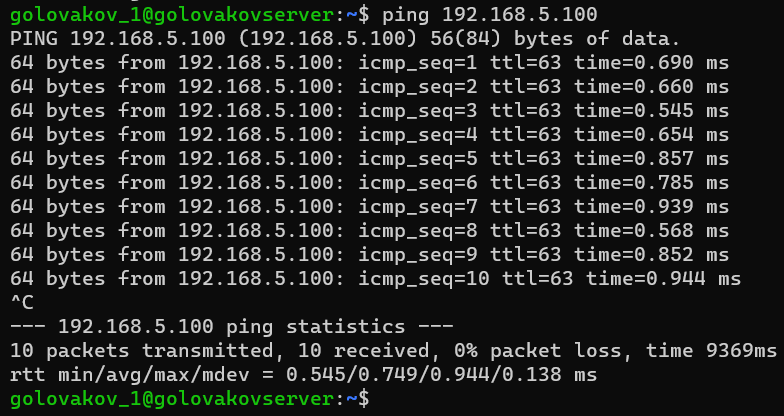 golovakov_1@golovakovserver:~$ ping 192.168.5.100
PING 192.168.5.100 (192.168.5.100) 56(84) bytes of data.
64 bytes from 192.168.5.100: icmp_seq=1 ttl=63 time=0.690 ms
64 bytes from 192.168.5.100: icmp_seq=2 ttl=63 time=0.660 ms
64 bytes from 192.168.5.100: icmp_seq=3 ttl=63 time=0.545 ms
64 bytes from 192.168.5.100: icmp_seq=4 ttl=63 time=0.654 ms
64 bytes from 192.168.5.100: icmp_seq=5 ttl=63 time=0.857 ms
64 bytes from 192.168.5.100: icmp_seq=6 ttl=63 time=0.785 ms
64 bytes from 192.168.5.100: icmp_seq=7 ttl=63 time=0.939 ms
64 bytes from 192.168.5.100: icmp_seq=8 ttl=63 time=0.568 ms
64 bytes from 192.168.5.100: icmp_seq=9 ttl=63 time=0.852 ms
64 bytes from 192.168.5.100: icmp_seq=10 ttl=63 time=0.944 ms
^C
--- 192.168.5.100 ping statistics ---
10 packets transmitted, 10 received, 0% packet loss, time 9369ms
rtt min/avg/max/mdev = 0.545/0.749/0.944/0.138 ms
golovakov_1@golovakovserver:~$